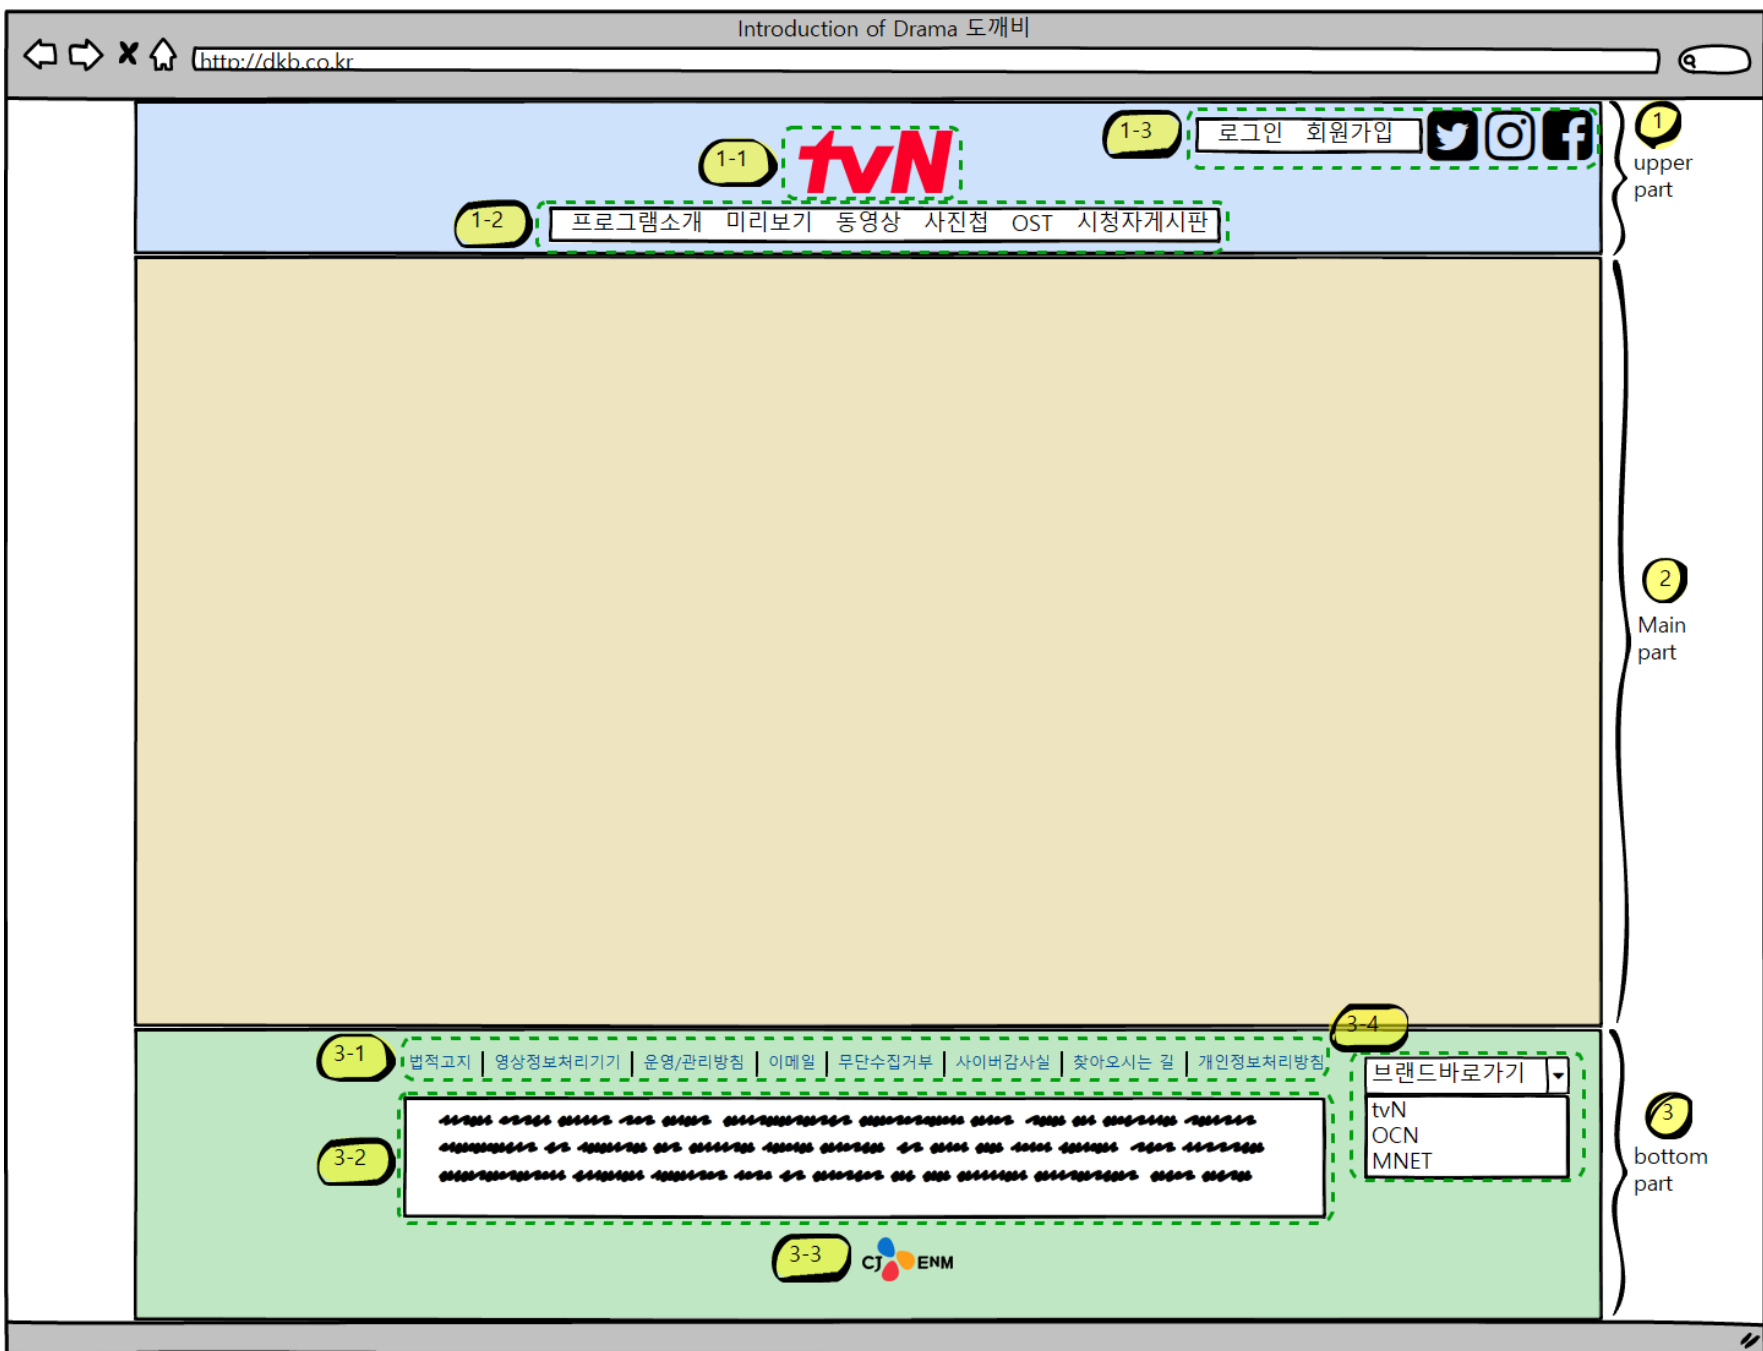 Introduction of Drama 도깨비
http://dkb.co.kr
1-1
tvN
1-3
로그인 회원가입
1
upper
part
1-2
프로그램소개 미리보기 동영상 사진첩 OST 시청자게시판
2
Main
part
3-1
법적고지 영상정보처리기기 운영/관리방침 이메일 무단수집거부 사이버감사실 찾아오시는 길 개인정보처리방침
3-4
브랜드바로가기
tvN
OCN
MNET
3-2
3
bottom
part
3-3
CJ ENM